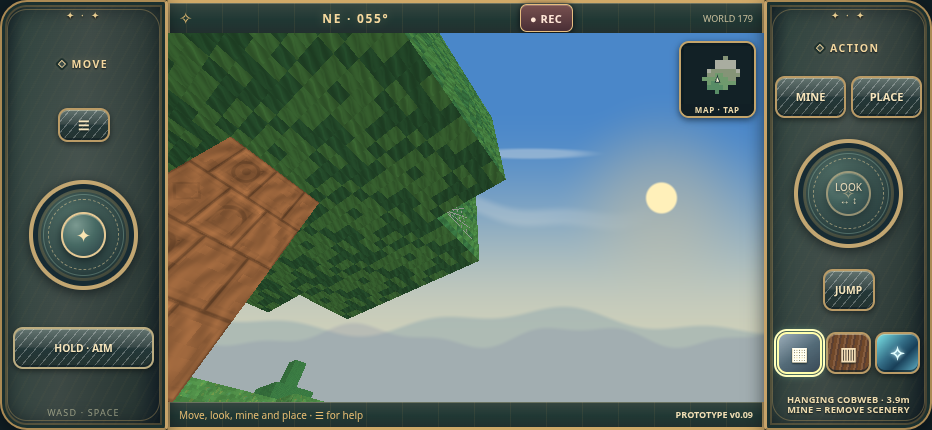 MOVE
☰
HOLD · AIM
WASD · SPACE
NE · 055°
● REC
WORLD 179
MAP · TAP
Move, look, mine and place · ☰ for help
PROTOTYPE v0.09
ACTION
MINE
PLACE
LOOK
↔ ↕
JUMP
HANGING COBWEB · 3.9m
MINE = REMOVE SCENERY